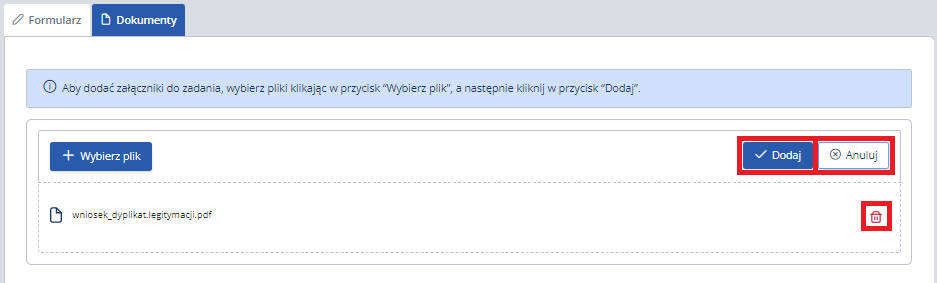 Formularz
Dokumenty
Aby dodać załączniki do zadania, wybierz pliki klikając w przycisk “Wybierz plik”, a następnie kliknij w przycisk “Dodaj”.
Wybierz plik
Dodaj
Anuluj
wniosek_dyplikat.legitymacji.pdf